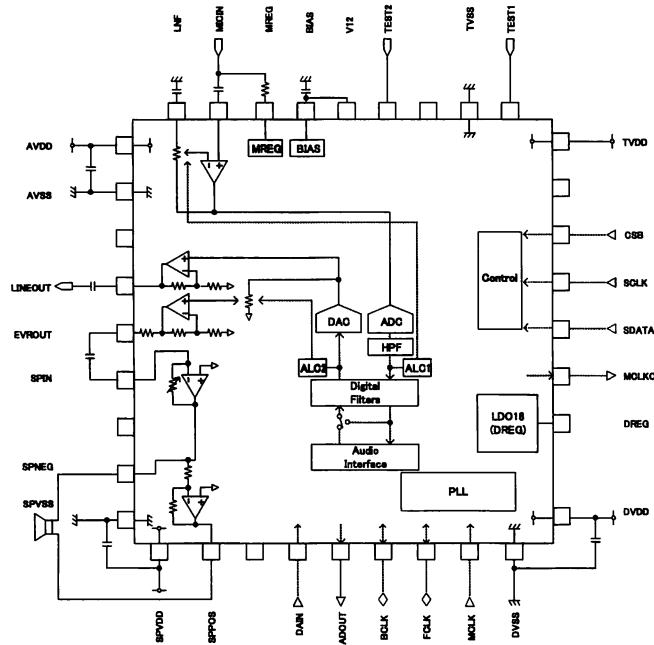 LNF
MICIN
MREG
BIAS
V12
TEST2
TVSS
TEST1
AVDD
AVSS
LINEOUT
EVROUT
SPIN
SPNEG
SPVSS
MREG
BIAS
DAC
ADC
HPF
ALC2
ALC1
Digital
Filters
Audio
Interface
Control
LDO18
(DREG)
PLL
TVDD
CSB
SCLK
SDATA
MCLKO
DREG
DVDD
SPVDD
SPPOS
DAIN
ADOUT
BCLK
FCLK
MCLK
DVSS